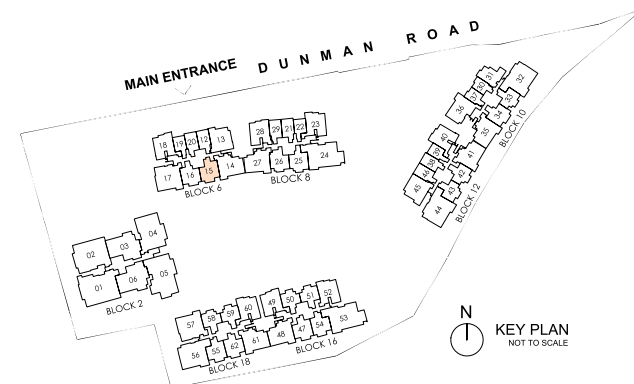 DUNMAN ROAD
MAIN ENTRANCE
18 19 20 12 13
17 16 15 14
BLOCK 6
28 29 21 22 23
27 26 25 24
BLOCK 8
32
31
30
37
33
36
34
35
BLOCK 10
40
39
38
41
46
42
45
43
44
BLOCK 12
02 03 04
01 06 05
BLOCK 2
57 58 59 60
56 55 62 61
BLOCK 18
49 50 51 52
48 47 54 53
BLOCK 16
N
KEY PLAN
NOT TO SCALE